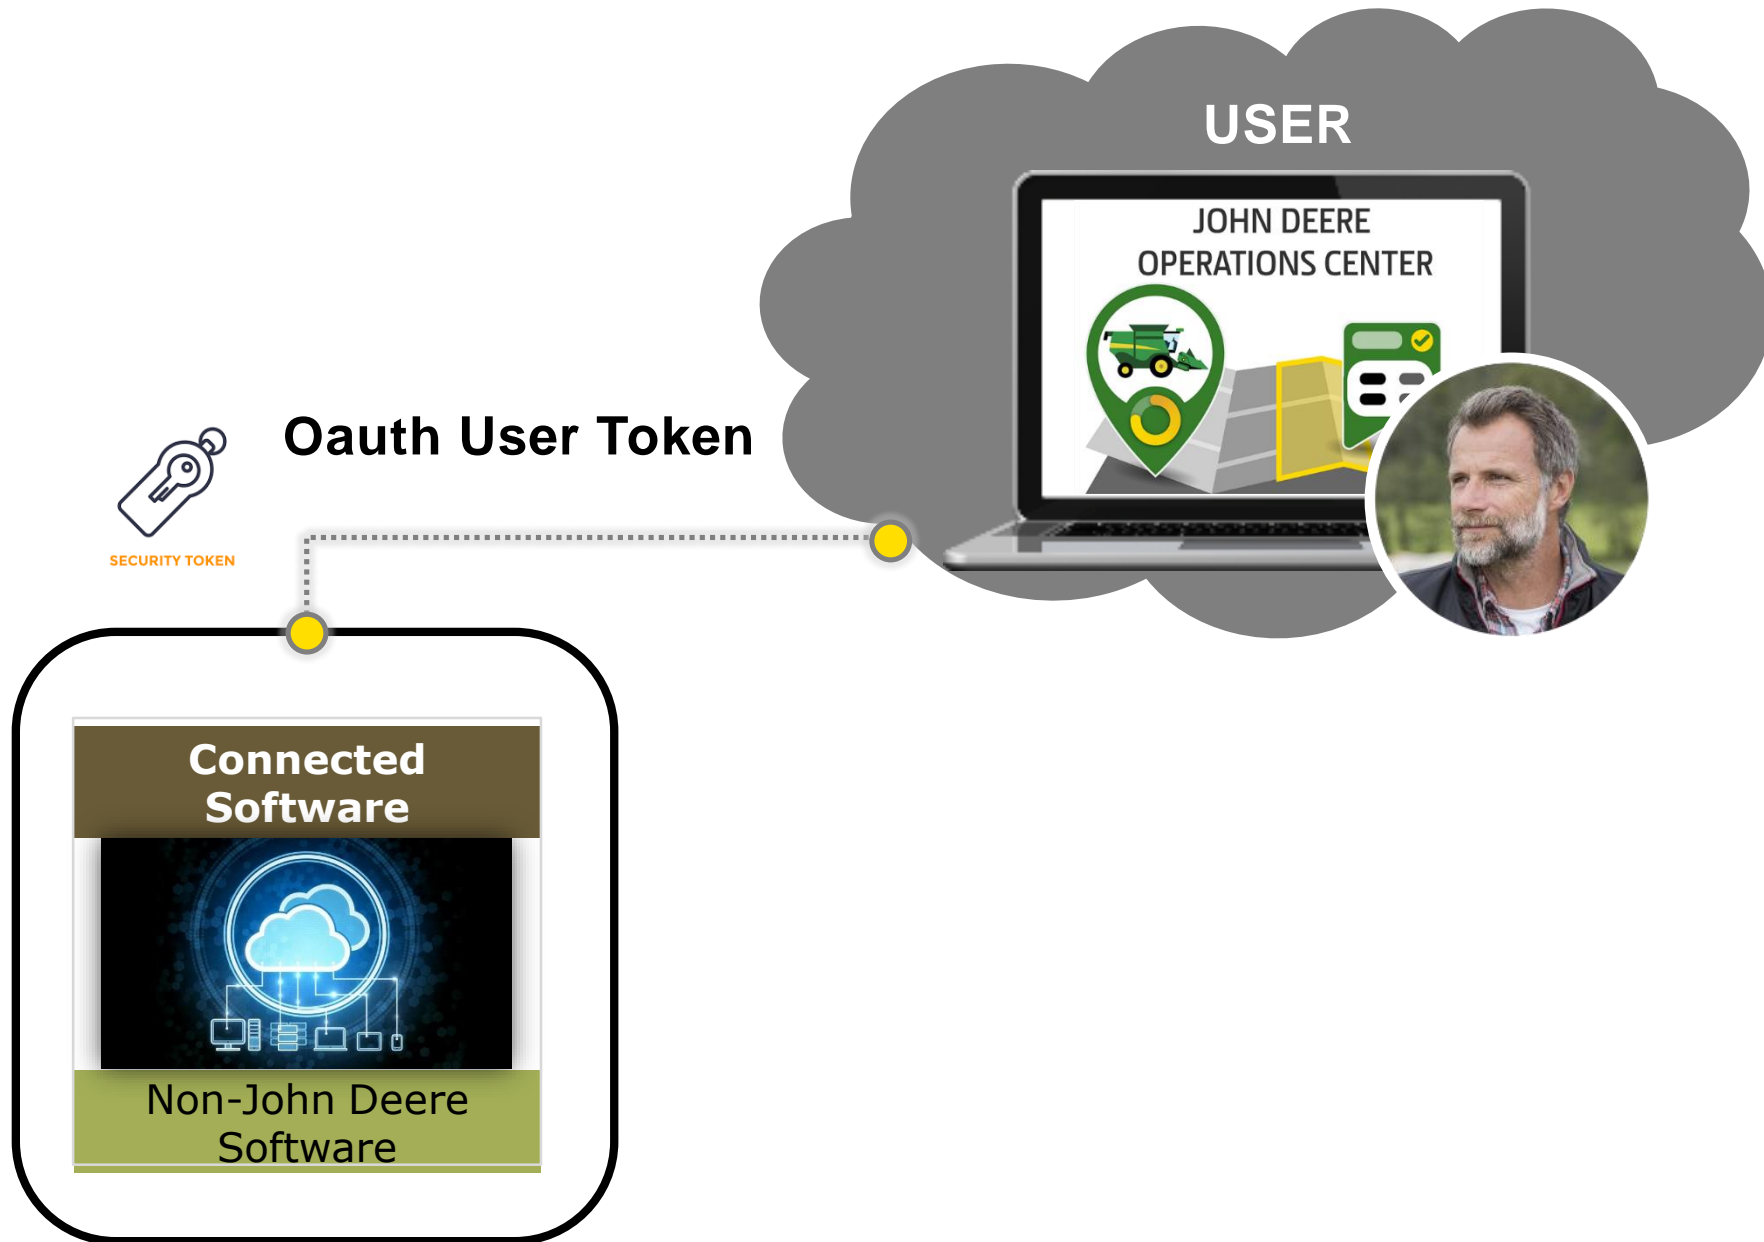 USER
JOHN DEERE
OPERATIONS CENTER
Oauth User Token
SECURITY TOKEN
Connected
Software
Non-John Deere
Software